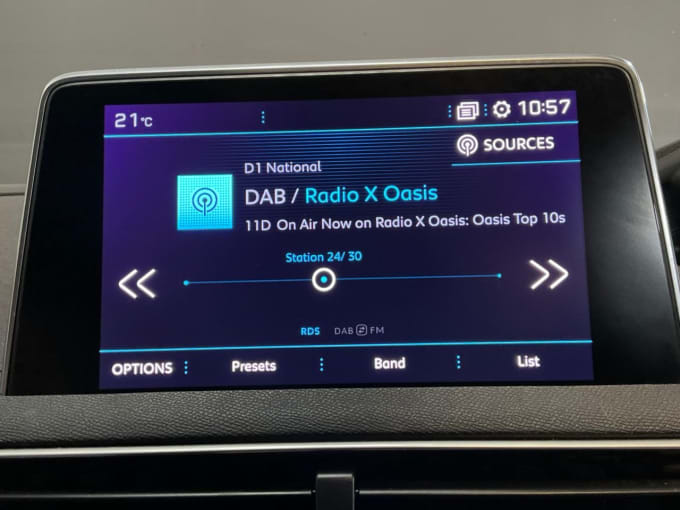 21°C
10:57
SOURCES
D1 National
DAB / Radio X Oasis
11D On Air Now on Radio X Oasis: Oasis Top 10s
Station 24/ 30
RDS DAB FM
OPTIONS Presets Band List